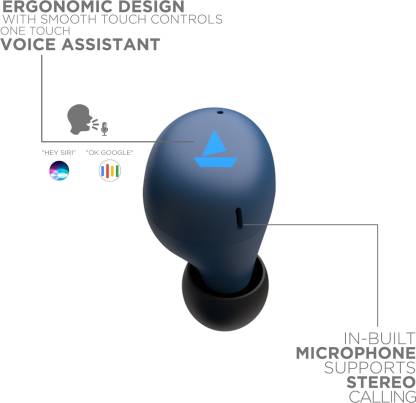 ERGONOMIC DESIGN
WITH SMOOTH TOUCH CONTROLS
ONE TOUCH
VOICE ASSISTANT
"HEY SIRI" "OK GOOGLE"
IN-BUILT
MICROPHONE
SUPPORTS
STEREO
CALLING